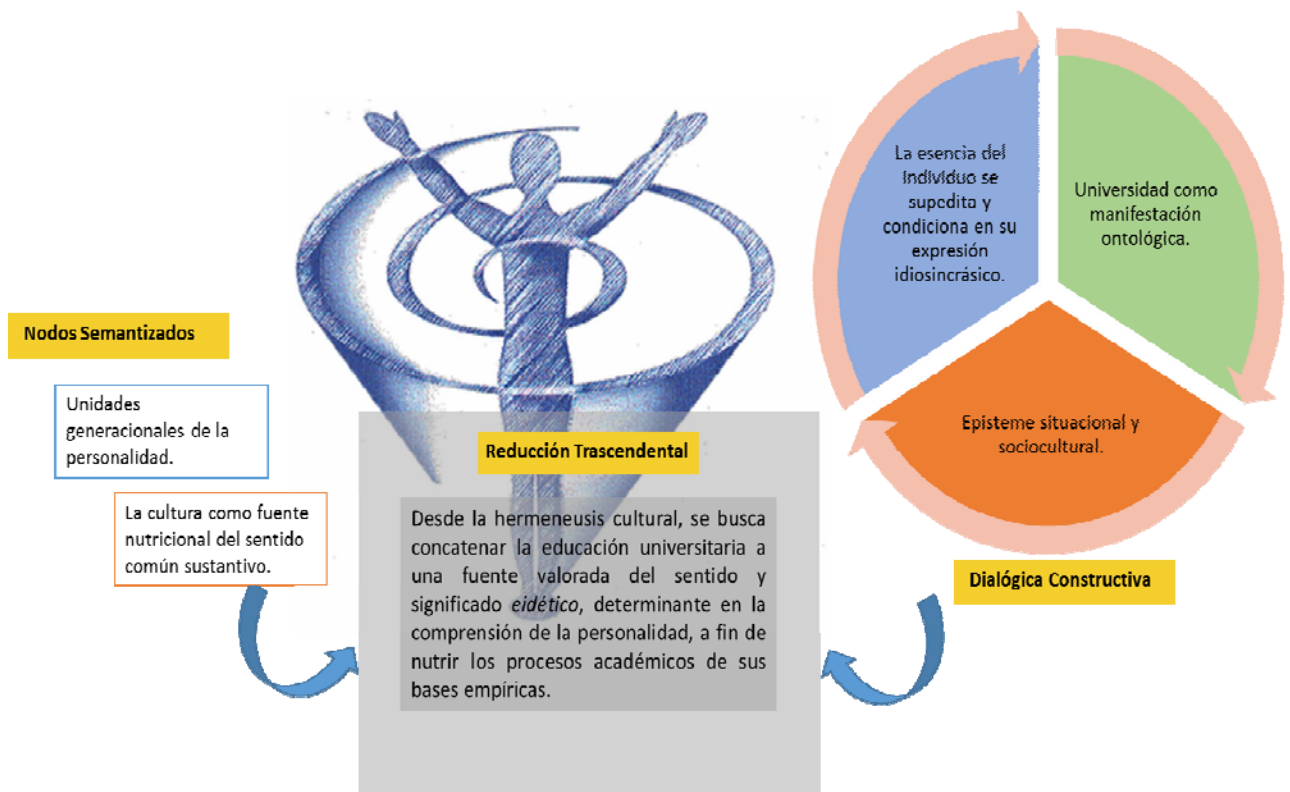 Nodos Semantizados
Unidades
generacionales de la
personalidad.
La cultura como fuente
nutricional del sentido
común sustantivo.
Reducción Trascendental
Desde la hermeneusis cultural, se busca
concatenar la educación universitaria a
una fuente valorada del sentido y
significado eidético, determinante en la
comprensión de la personalidad, a fin de
nutrir los procesos académicos de sus
bases empíricas.
La esencia del
individuo se
supedita y
condiciona en su
expresión
idiosincrásico.
Universidad como
manifestación
ontológica.
Episteme situacional y
sociocultural.
Dialógica Constructiva